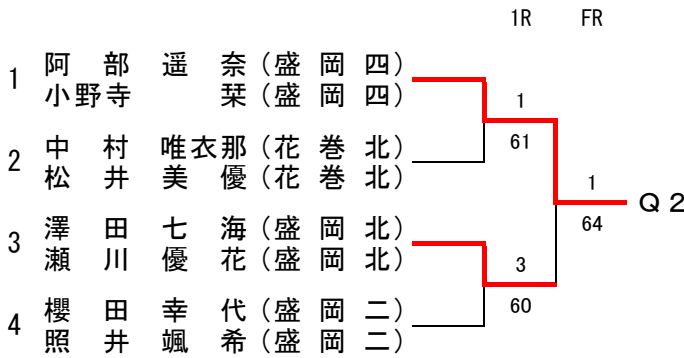 1R FR
1 阿部遥奈(盛岡四)
小野寺栞(盛岡四)
1
61
2 中村唯衣那(花巻北)
松井美優(花巻北)
1
64
Q2
3 澤田七海(盛岡北)
瀬川優花(盛岡北)
3
60
4 櫻田幸代(盛岡二)
照井颯希(盛岡二)